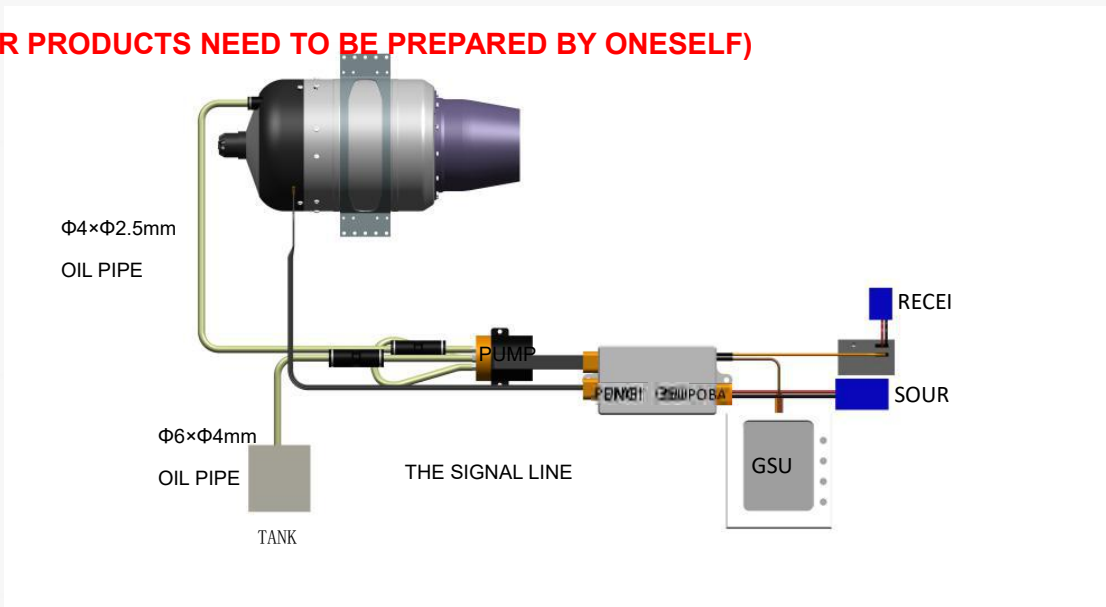 R PRODUCTS NEED TO BE PREPARED BY ONESELF)
Φ4×Φ2.5mm
OIL PIPE
RECEI
PUMP
SOUR
Φ6×Φ4mm
OIL PIPE
THE SIGNAL LINE
GSU
TANK